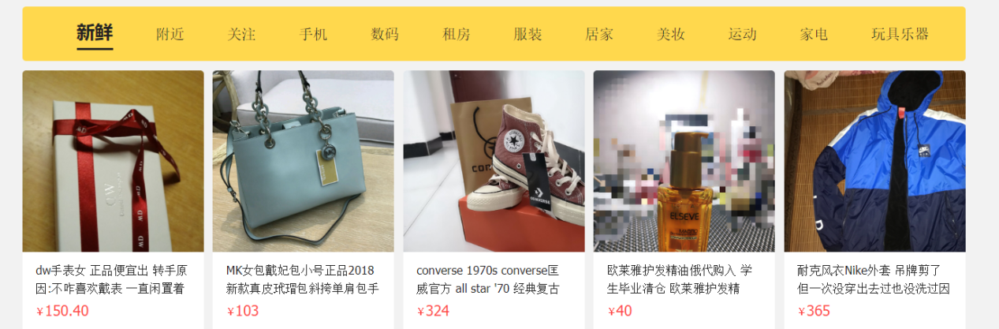 新鲜 附近 关注 手机 数码 租房 服装 居家 美妆 运动 家电 玩具乐器
DW
CONVERSE
ELSEVE
dw手表女 正品便宜出 转手原
因:不咋喜欢戴表 一直闲置着
¥150.40
MK女包戴妃包小号正品2018
新款真皮玳瑁包斜挎单肩包手
¥103
converse 1970s converse匡
威官方 all star '70 经典复古
¥324
欧莱雅护发精油俄代购入 学
生毕业清仓 欧莱雅护发精
¥40
耐克风衣Nike外套 吊牌剪了
但一次没穿出去过也没洗过因
¥365